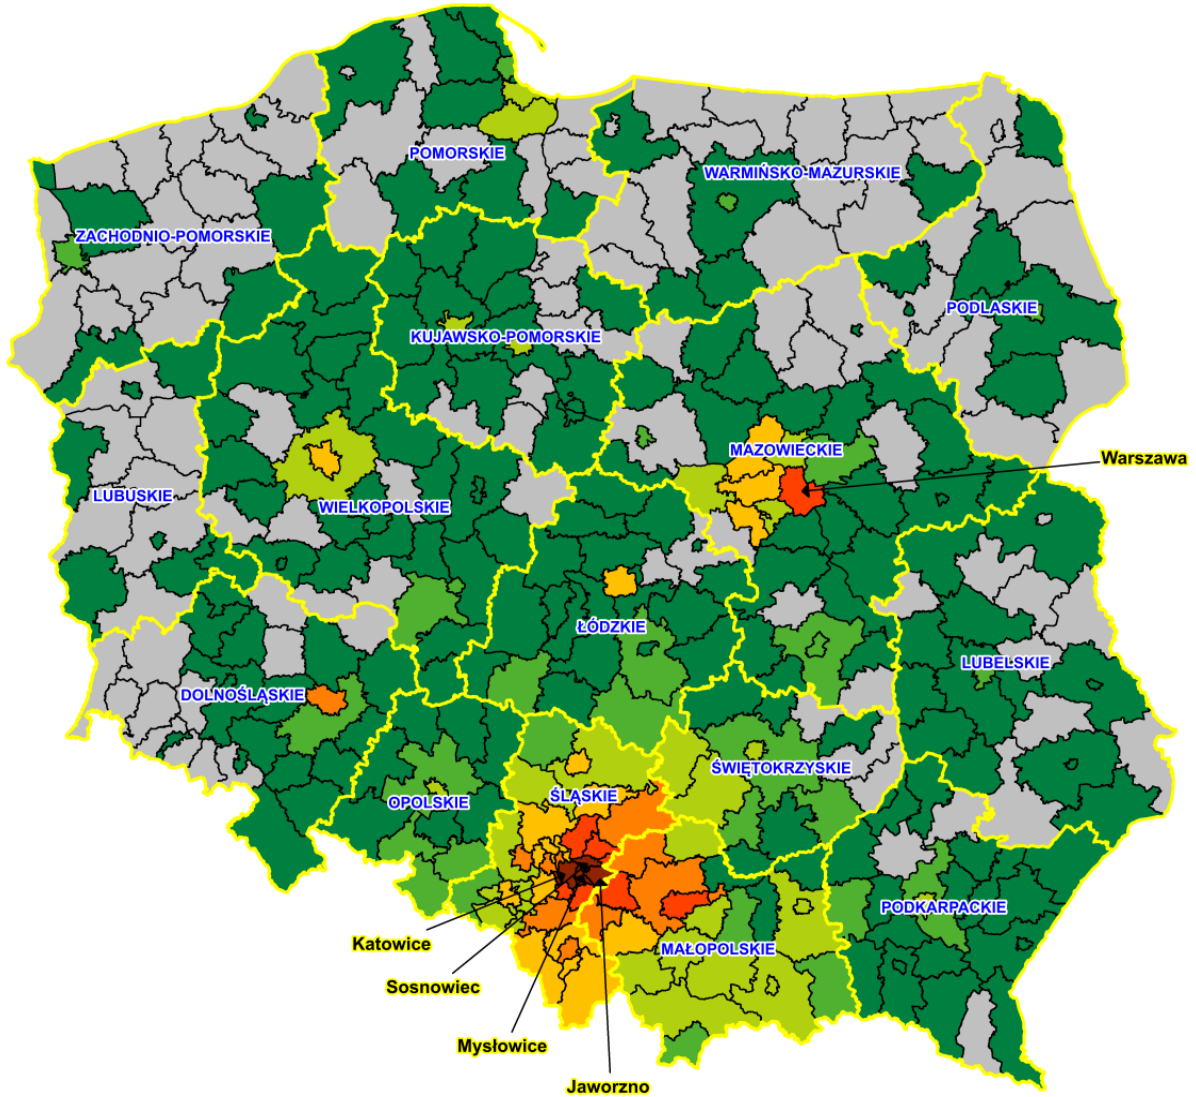 POMORSKIE
WARMIŃSKO-MAZURSKIE
ZACHODNIO-POMORSKIE
PODLASKIE
KUJAWSKO-POMORSKIE
MAZOWIECKIE
Warszawa
LUBUSKIE
WIELKOPOLSKIE
ŁÓDZKIE
LUBELSKIE
DOLNOŚLĄSKIE
ŚWIĘTOKRZYSKIE
ŚLĄSKIE
OPOLSKIE
PODKARPACKIE
Katowice
MAŁOPOLSKIE
Sosnowiec
Mysłowice
Jaworzno